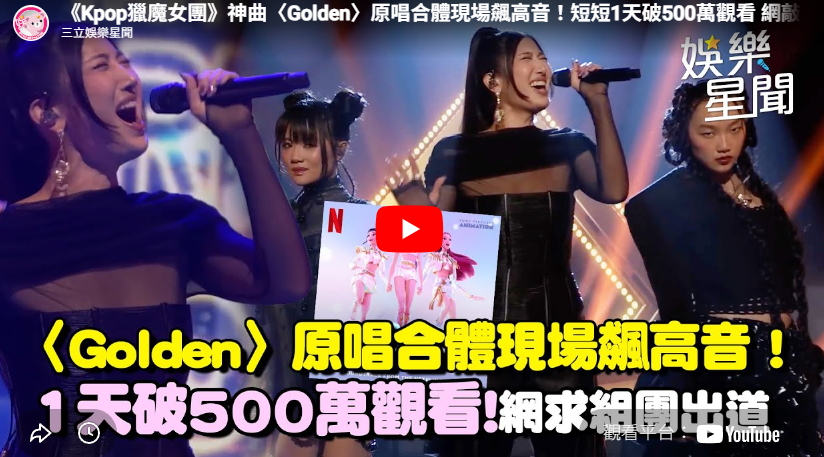 《Kpop獵魔女團》神曲〈Golden〉原唱合體現場飆高音！短短1天破500萬觀看 網敲
三立娛樂星聞
娛樂
星聞
N
ANIMATION
〈Golden〉原唱合體現場飆高音！
1天破500萬觀看!網求組團出道
觀看平台：
YouTube